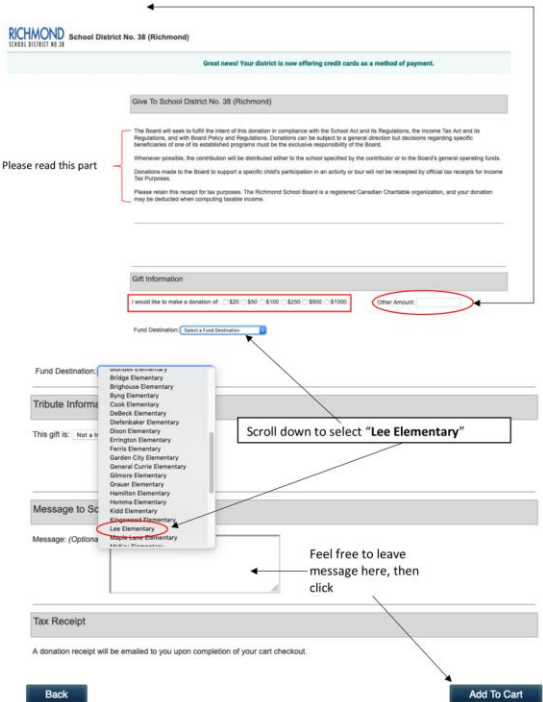 RICHMOND School District No. 38 (Richmond)
SCHOOL DISTRICT NO.38
Great news! Your district is now offering credit cards as a method of payment.
Give To School District No. 38 (Richmond)
Please read this part
The Board will seek to fulfill the intent of this donation in compliance with the School Act and its Regulations, the Income Tax Act and its
Regulations, and with Board Policy and Regulations. Donations can be subject to a general direction but decisions regarding specific
beneficiaries of one of its established programs must be the exclusive responsibility of the Board.
Whenever possible, the contribution will be distributed either to the school specified by the contributor or to the Board's general operating funds.
Donations made to the Board to support a specific child's participation in an activity or tour will not be receipted by official tax receipts for Income
Tax Purposes.
Please retain this receipt for tax purposes. The Richmond School Board is a registered Canadian Charitable organization, and your donation
may be deducted when computing taxable income.
Gift Information
I would like to make a donation of: $20 $50 $100 $250 $500 $1000 Other Amount:
Fund Destination: Select a Fund Destination
Fund Destination:
Bridge Elementary
Brighouse Elementary
Byng Elementary
Cook Elementary
DeBeck Elementary
Diefenbaker Elementary
Dixon Elementary
Errington Elementary
Ferris Elementary
Garden City Elementary
General Currie Elementary
Gilmore Elementary
Grauer Elementary
Hamilton Elementary
Homma Elementary
Kidd Elementary
Kingswood Elementary
Lee Elementary
Maple Lane Elementary
McKay Elementary
Tribute Informa
This gift is: Not a t
Scroll down to select “Lee Elementary”
Message to Sc
Message: (Optiona
Feel free to leave
message here, then
click
Tax Receipt
A donation receipt will be emailed to you upon completion of your cart checkout.
Back
Add To Cart